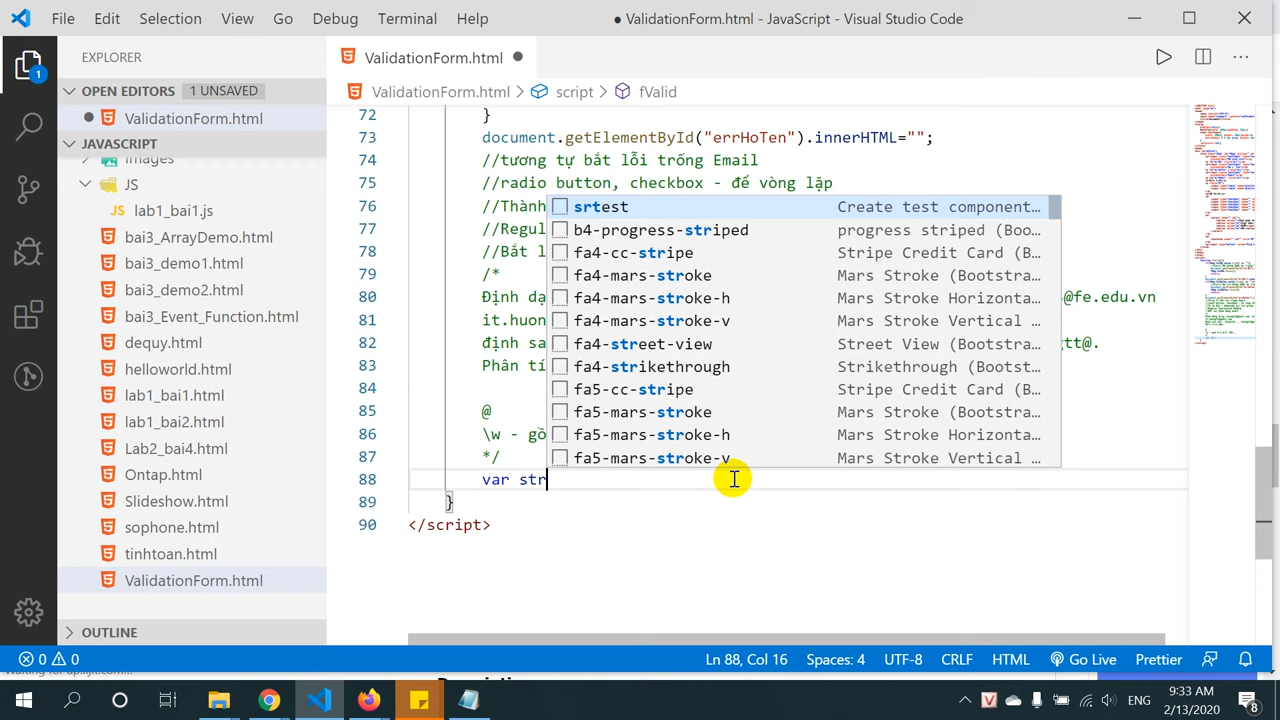 File Edit Selection View Go Debug Terminal Help ● ValidationForm.html - JavaScript - Visual Studio Code
EXPLORER
OPEN EDITORS 1 UNSAVED
ValidationForm.html
JAVASCRIPT
images
JS
lab1_bai1.js
bai3_ArrayDemo.html
bai3_demo1.html
bai3_demo2.html
bai3_Event_Function.html
dequy.html
helloworld.html
lab1_bai1.html
lab1_bai2.html
Lab2_bai4.html
Ontap.html
Slideshow.html
sophone.html
tinhtoan.html
ValidationForm.html
OUTLINE
1
ValidationForm.html
ValidationForm.html > script > fValid
72 }
73 document.getElementById("errHoTen").innerHTML="";
74 //tương tự bắt lỗi trống Email
75 //radio button, checkbox - để vòng lặp
76 //Thàn
77 //Regul
78 //Bắt l
79 /*
80 Định dạ @fe.edu.vn
81 it.huon
82 định sa gtt@.
83 Phân tí
84
85 @
86 \w - gồ
87 */
88 var str
89 }
90 </script>
srtest Create test component…
b4-progress-striped progress striped (Boo…
fa4-cc-stripe Stripe Credit Card (B…
fa4-mars-stroke Mars Stroke (Bootstra…
fa4-mars-stroke-h Mars Stroke Horizonta…
fa4-mars-stroke-v Mars Stroke Vertical …
fa4-street-view Street View (Bootstra…
fa4-strikethrough Strikethrough (Bootst…
fa5-cc-stripe Stripe Credit Card (B…
fa5-mars-stroke Mars Stroke (Bootstra…
fa5-mars-stroke-h Mars Stroke Horizonta…
fa5-mars-stroke-v Mars Stroke Vertical …
0 0 Ln 88, Col 16 Spaces: 4 UTF-8 CRLF HTML Go Live Prettier
ENG 9:33 AM
2/13/2020
8